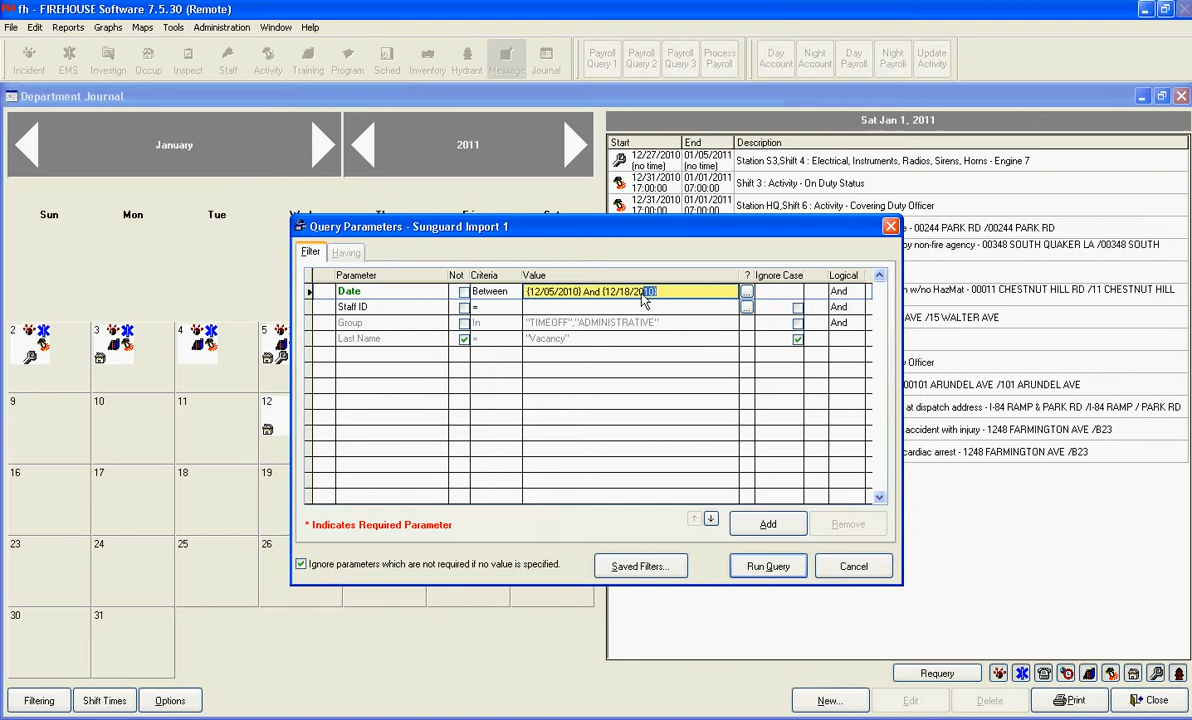 fh - FIREHOUSE Software 7.5.30 (Remote)
File Edit Reports Graphs Maps Tools Administration Window Help
Incident EMS Investign Occup Inspect Staff Activity Training Program Sched Inventory Hydrant Message Journal
Payroll Query 1 Payroll Query 2 Payroll Query 3 Process Payroll Day Account Night Account Day Payroll Night Payroll Update Activity
Department Journal
Sat Jan 1, 2011
January 2011
Start End Description
12/27/2010 01/05/2011
(no time) (no time)
Station S3,Shift 4 : Electrical, Instruments, Radios, Sirens, Horns - Engine 7
12/31/2010 01/01/2011
17:00:00 07:00:00
Shift 3 : Activity - On Duty Status
12/31/2010 01/01/2011
17:00:00 07:00:00
Station HQ,Shift 6 : Activity - Covering Duty Officer
Sun Mon Tue
Query Parameters - Sunguard Import 1
- 00244 PARK RD /00244 PARK RD
by non-fire agency - 00348 SOUTH QUAKER LA /00348 SOUTH
Filter Having
Parameter Not Criteria Value ? Ignore Case Logical
Date Between {12/05/2010} And {12/18/2010} ... And
n w/no HazMat - 00011 CHESTNUT HILL RD /11 CHESTNUT HILL
Staff ID = ... And
Group In "TIMEOFF","ADMINISTRATIVE" And
AVE /15 WALTER AVE
Last Name = "Vacancy"
Officer
00101 ARUNDEL AVE /101 ARUNDEL AVE
at dispatch address - I-84 RAMP & PARK RD /I-84 RAMP / PARK RD
accident with injury - 1248 FARMINGTON AVE /B23
cardiac arrest - 1248 FARMINGTON AVE /B23
2 3 4 5
9 10 11 12
16 17 18 19
23 24 25 26
30 31
* Indicates Required Parameter
Add Remove
Ignore parameters which are not required if no value is specified.
Saved Filters... Run Query Cancel
Requery
Filtering Shift Times Options New... Edit Delete Print Close